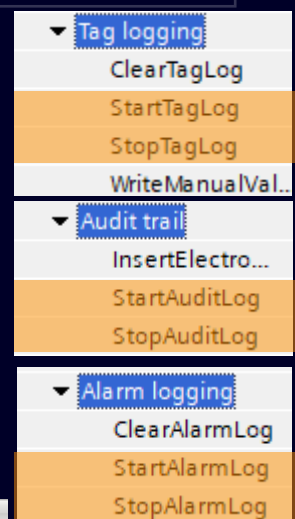 Tag logging
ClearTagLog
StartTagLog
StopTagLog
WriteManualVal...
Audit trail
InsertElectro...
StartAuditLog
StopAuditLog
Alarm logging
ClearAlarmLog
StartAlarmLog
StopAlarmLog